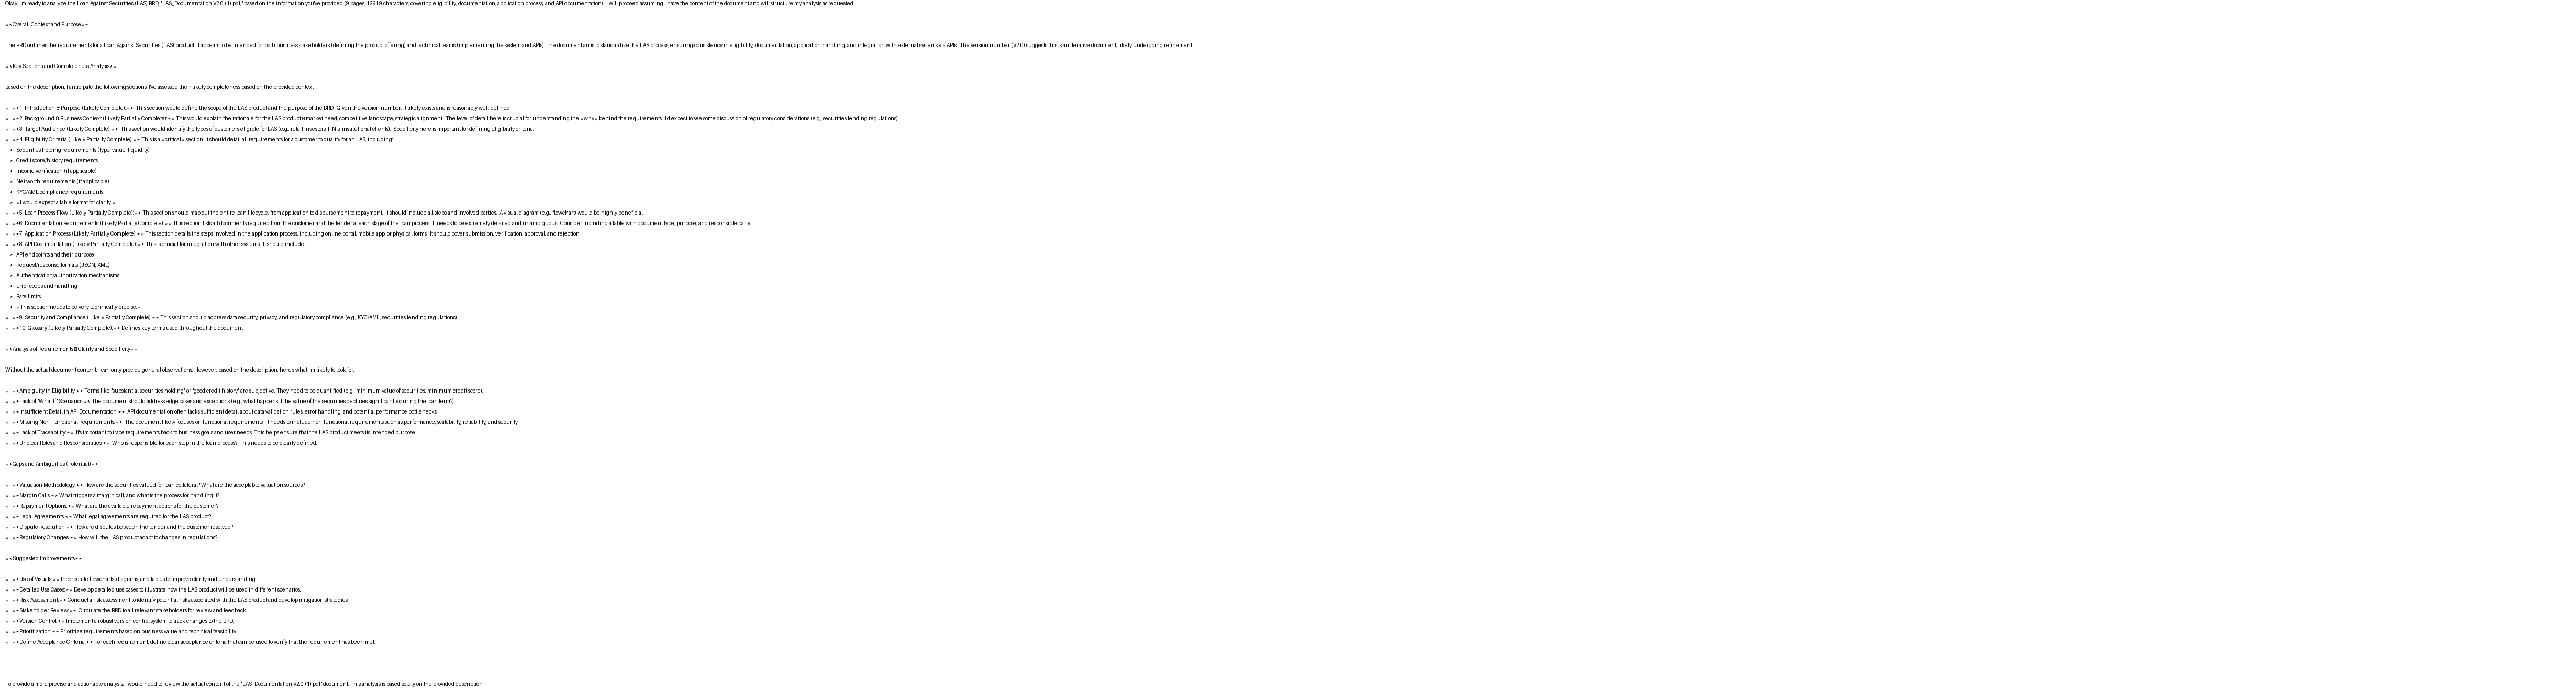 Okay, I'm ready to analyze the Loan Against Securities (LAS) BRD, "LAS_Documentation V2.0 (1).pdf," based on the information you've provided (9 pages, 12919 characters, covering eligibility, documentation, application process, and API documentation). I will proceed assuming I have the content of the document and will structure my analysis as requested.
**Overall Context and Purpose**
The BRD outlines the requirements for a Loan Against Securities (LAS) product. It appears to be intended for both business stakeholders (defining the product offering) and technical teams (implementing the system and APIs). The document aims to standardize the LAS process, ensuring consistency in eligibility, documentation, application handling, and integration with external systems via APIs. The version number (V2.0) suggests this is an iterative document, likely undergoing refinement.
**Key Sections and Completeness Analysis**
Based on the description, I anticipate the following sections. I've assessed their likely completeness based on the provided context.
* **1. Introduction & Purpose (Likely Complete):** This section would define the scope of the LAS product and the purpose of the BRD. Given the version number, it likely exists and is reasonably well-defined.
* **2. Background & Business Context (Likely Partially Complete):** This would explain the rationale for the LAS product – market need, competitive landscape, strategic alignment. The level of detail here is crucial for understanding the *why* behind the requirements. I'd expect to see some discussion of regulatory considerations (e.g., securities lending regulations).
* **3. Target Audience (Likely Complete):** This section would identify the types of customers eligible for LAS (e.g., retail investors, HNIs, institutional clients). Specificity here is important for defining eligibility criteria.
* **4. Eligibility Criteria (Likely Partially Complete):** This is a *critical* section. It should detail all requirements for a customer to qualify for an LAS, including:
* Securities holding requirements (type, value, liquidity)
* Credit score/history requirements
* Income verification (if applicable)
* Net worth requirements (if applicable)
* KYC/AML compliance requirements
* *I would expect a table format for clarity.*
* **5. Loan Process Flow (Likely Partially Complete):** This section should map out the entire loan lifecycle, from application to disbursement to repayment. It should include all steps and involved parties. A visual diagram (e.g., flowchart) would be highly beneficial.
* **6. Documentation Requirements (Likely Partially Complete):** This section lists all documents required from the customer and the lender at each stage of the loan process. It needs to be extremely detailed and unambiguous. Consider including a table with document type, purpose, and responsible party.
* **7. Application Process (Likely Partially Complete):** This section details the steps involved in the application process, including online portal, mobile app, or physical forms. It should cover submission, verification, approval, and rejection.
* **8. API Documentation (Likely Partially Complete):** This is crucial for integration with other systems. It should include:
* API endpoints and their purpose
* Request/response formats (JSON, XML)
* Authentication/authorization mechanisms
* Error codes and handling
* Rate limits
* *This section needs to be very technically precise.*
* **9. Security and Compliance (Likely Partially Complete):** This section should address data security, privacy, and regulatory compliance (e.g., KYC/AML, securities lending regulations).
* **10. Glossary (Likely Partially Complete):** Defines key terms used throughout the document.
**Analysis of Requirements – Clarity and Specificity**
Without the actual document content, I can only provide general observations. However, based on the description, here's what I'm likely to look for:
* **Ambiguity in Eligibility:** Terms like "substantial securities holding" or "good credit history" are subjective. They need to be quantified (e.g., minimum value of securities, minimum credit score).
* **Lack of "What If" Scenarios:** The document should address edge cases and exceptions (e.g., what happens if the value of the securities declines significantly during the loan term?).
* **Insufficient Detail in API Documentation:** API documentation often lacks sufficient detail about data validation rules, error handling, and potential performance bottlenecks.
* **Missing Non-Functional Requirements:** The document likely focuses on functional requirements. It needs to include non-functional requirements such as performance, scalability, reliability, and security.
* **Lack of Traceability:** It's important to trace requirements back to business goals and user needs. This helps ensure that the LAS product meets its intended purpose.
* **Unclear Roles and Responsibilities:** Who is responsible for each step in the loan process? This needs to be clearly defined.
**Gaps and Ambiguities (Potential)**
* **Valuation Methodology:** How are the securities valued for loan collateral? What are the acceptable valuation sources?
* **Margin Calls:** What triggers a margin call, and what is the process for handling it?
* **Repayment Options:** What are the available repayment options for the customer?
* **Legal Agreements:** What legal agreements are required for the LAS product?
* **Dispute Resolution:** How are disputes between the lender and the customer resolved?
* **Regulatory Changes:** How will the LAS product adapt to changes in regulations?
**Suggested Improvements**
* **Use of Visuals:** Incorporate flowcharts, diagrams, and tables to improve clarity and understanding.
* **Detailed Use Cases:** Develop detailed use cases to illustrate how the LAS product will be used in different scenarios.
* **Risk Assessment:** Conduct a risk assessment to identify potential risks associated with the LAS product and develop mitigation strategies.
* **Stakeholder Review:** Circulate the BRD to all relevant stakeholders for review and feedback.
* **Version Control:** Implement a robust version control system to track changes to the BRD.
* **Prioritization:** Prioritize requirements based on business value and technical feasibility.
* **Define Acceptance Criteria:** For each requirement, define clear acceptance criteria that can be used to verify that the requirement has been met.
To provide a more precise and actionable analysis, I would need to review the actual content of the "LAS_Documentation V2.0 (1).pdf" document. This analysis is based solely on the provided description.